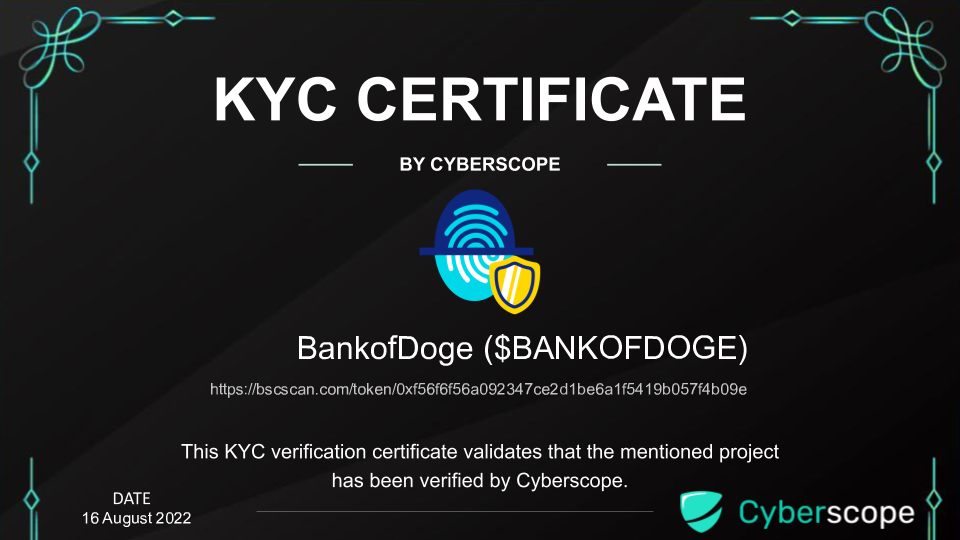 KYC CERTIFICATE
BY CYBERSCOPE
BankofDoge ($BANKOFDOGE)
https://bscscan.com/token/0xf56f6f56a092347ce2d1be6a1f5419b057f4b09e
This KYC verification certificate validates that the mentioned project
has been verified by Cyberscope.
DATE
16 August 2022
Cyberscope